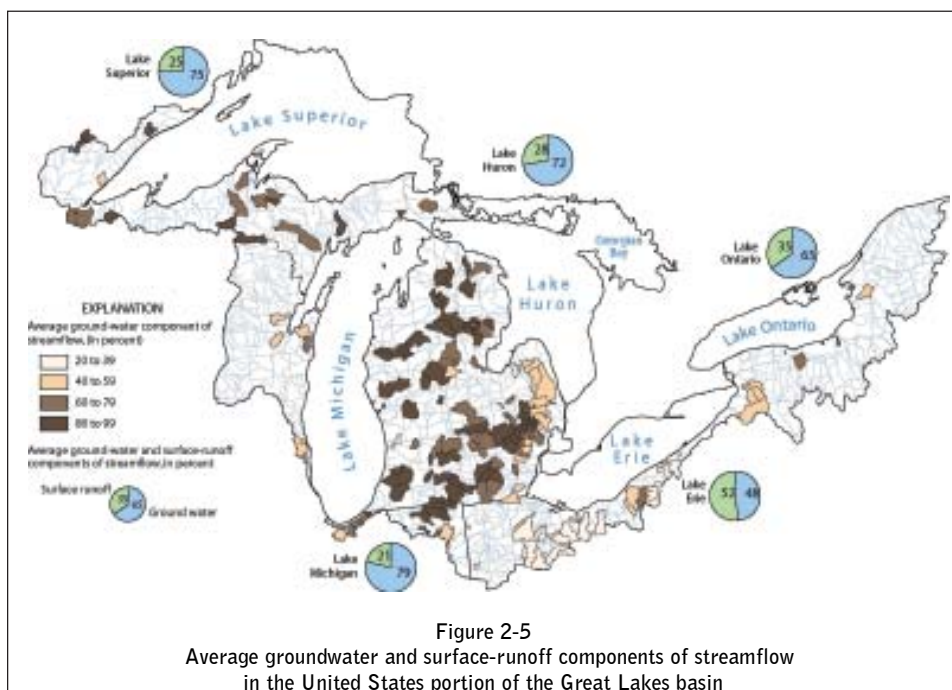 Lake
Superior
25
75
Lake Superior
Lake
Huron
28
72
Georgian
Bay
Lake
Ontario
35
65
Lake
Huron
Lake Ontario
EXPLANATION
Average ground-water component of
streamflow, (in percent)
20 to 39
40 to 59
60 to 79
80 to 99
Average ground-water and surface-runoff
components of streamflow, in percent
Surface runoff
Ground water
Lake Michigan
Lake
Erie
Lake
Erie
52
48
Lake
Michigan
21
79
Figure 2-5
Average groundwater and surface-runoff components of streamflow
in the United States portion of the Great Lakes basin